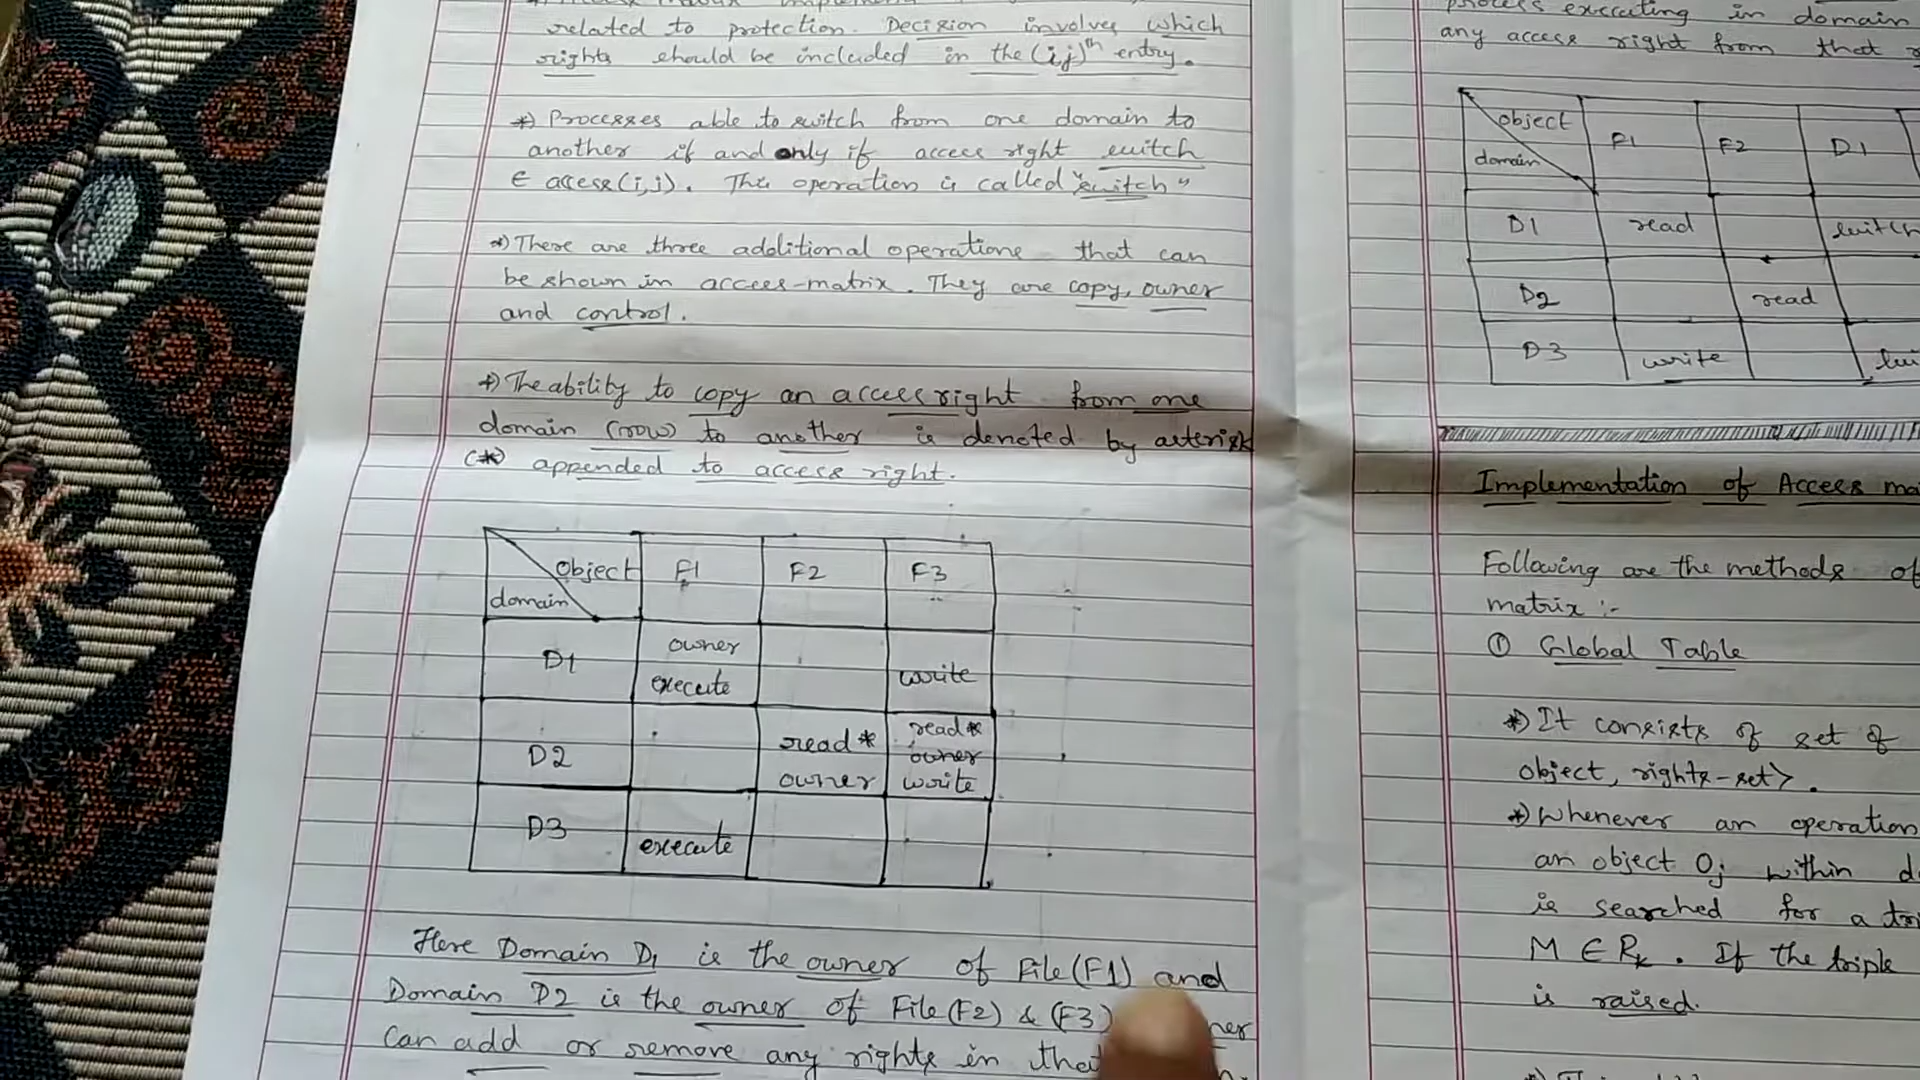 related to protection. Decision involves which
rights should be included in the (i,j)th entry.
*) Processes able to switch from one domain to
another if and only if access right switch
∈ access(i,j). This operation is called "switch"
*) There are three additional operations that can
be shown in access-matrix. They are copy, owner
and control.
*) The ability to copy an access right from one
domain (row) to another is denoted by asterisk
(*) appended to access right.
object F1 F2 F3
domain
D1 owner execute write
D2 read* owner read* owner write
D3 execute
Here Domain D1 is the owner of File(F1) and
Domain D2 is the owner of File(F2) & (F3)
Can add or remove any rights in that
process executing in domain
any access right from that
object F1 F2 D1
domain
D1 read switch
D2 read
D3 write
Implementation of Access
Following are the methods of
matrix :-
① Global Table
*) It consists of set of
object, rights-set>.
*) Whenever an operation
an object Oj within
is searched for a
M ∈ Rk. If the triple
is raised.